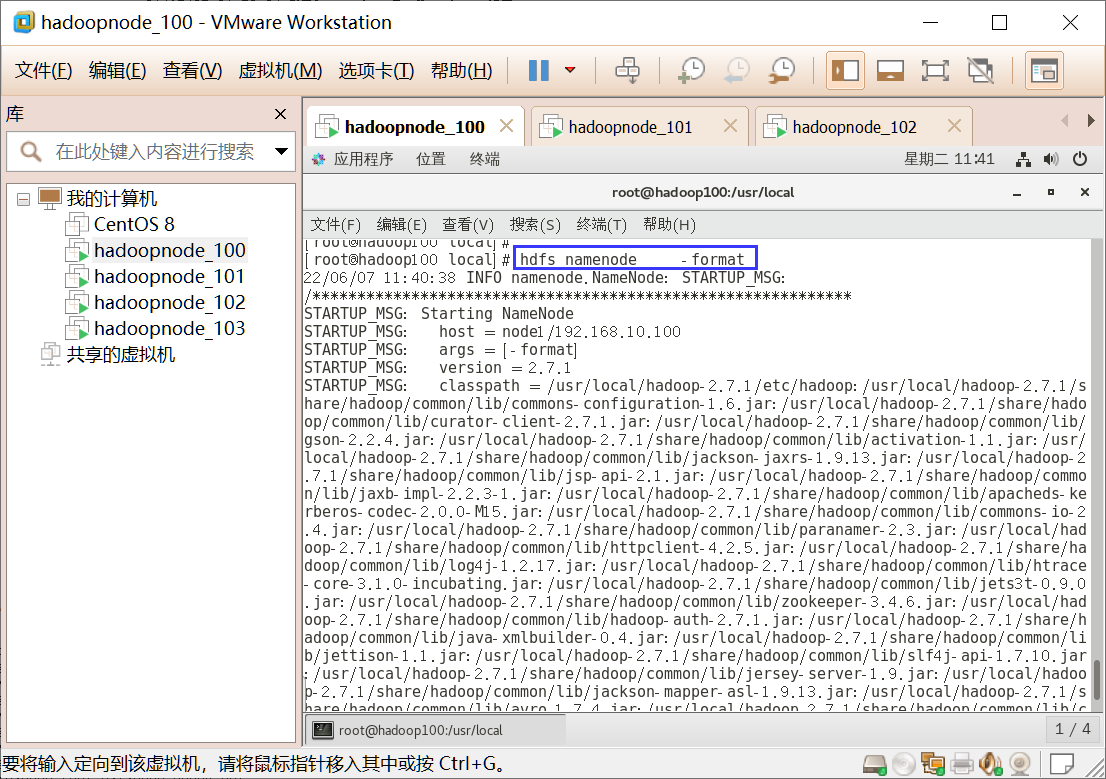 hadoopnode_100 - VMware Workstation
文件(F) 编辑(E) 查看(V) 虚拟机(M) 选项卡(T) 帮助(H)
库
在此处键入内容进行搜索
我的计算机
CentOS 8
hadoopnode_100
hadoopnode_101
hadoopnode_102
hadoopnode_103
共享的虚拟机
hadoopnode_100 hadoopnode_101 hadoopnode_102
应用程序 位置 终端 星期二 11:41
root@hadoop100:/usr/local
文件(F) 编辑(E) 查看(V) 搜索(S) 终端(T) 帮助(H)
[root@hadoop100 local]#
[root@hadoop100 local]# hdfs namenode -format
22/06/07 11:40:38 INFO namenode.NameNode: STARTUP_MSG:
/************************************************************
STARTUP_MSG: Starting NameNode
STARTUP_MSG:   host = node1/192.168.10.100
STARTUP_MSG:   args = [-format]
STARTUP_MSG:   version = 2.7.1
STARTUP_MSG:   classpath = /usr/local/hadoop-2.7.1/etc/hadoop:/usr/local/hadoop-2.7.1/s
hare/hadoop/common/lib/commons-configuration-1.6.jar:/usr/local/hadoop-2.7.1/share/hado
op/common/lib/curator-client-2.7.1.jar:/usr/local/hadoop-2.7.1/share/hadoop/common/lib/
gson-2.2.4.jar:/usr/local/hadoop-2.7.1/share/hadoop/common/lib/activation-1.1.jar:/usr/
local/hadoop-2.7.1/share/hadoop/common/lib/jackson-jaxrs-1.9.13.jar:/usr/local/hadoop-2
.7.1/share/hadoop/common/lib/jsp-api-2.1.jar:/usr/local/hadoop-2.7.1/share/hadoop/commo
n/lib/jaxb-impl-2.2.3-1.jar:/usr/local/hadoop-2.7.1/share/hadoop/common/lib/apacheds-ke
rberos-codec-2.0.0-M15.jar:/usr/local/hadoop-2.7.1/share/hadoop/common/lib/commons-io-2
.4.jar:/usr/local/hadoop-2.7.1/share/hadoop/common/lib/paranamer-2.3.jar:/usr/local/had
oop-2.7.1/share/hadoop/common/lib/httpclient-4.2.5.jar:/usr/local/hadoop-2.7.1/share/ha
doop/common/lib/log4j-1.2.17.jar:/usr/local/hadoop-2.7.1/share/hadoop/common/lib/htrace
-core-3.1.0-incubating.jar:/usr/local/hadoop-2.7.1/share/hadoop/common/lib/jets3t-0.9.0
.jar:/usr/local/hadoop-2.7.1/share/hadoop/common/lib/zookeeper-3.4.6.jar:/usr/local/had
oop-2.7.1/share/hadoop/common/lib/hadoop-auth-2.7.1.jar:/usr/local/hadoop-2.7.1/share/h
adoop/common/lib/java-xmlbuilder-0.4.jar:/usr/local/hadoop-2.7.1/share/hadoop/common/li
b/jettison-1.1.jar:/usr/local/hadoop-2.7.1/share/hadoop/common/lib/slf4j-api-1.7.10.jar
:/usr/local/hadoop-2.7.1/share/hadoop/common/lib/jersey-server-1.9.jar:/usr/local/hadoo
p-2.7.1/share/hadoop/common/lib/jackson-mapper-asl-1.9.13.jar:/usr/local/hadoop-2.7.1/s
hare/hadoop/common/lib/avro-1.7.4.jar:/usr/local/hadoop-2.7.1/share/hadoop/common/lib/c
root@hadoop100:/usr/local 1 / 4
要将输入定向到该虚拟机，请将鼠标指针移入其中或按 Ctrl+G。